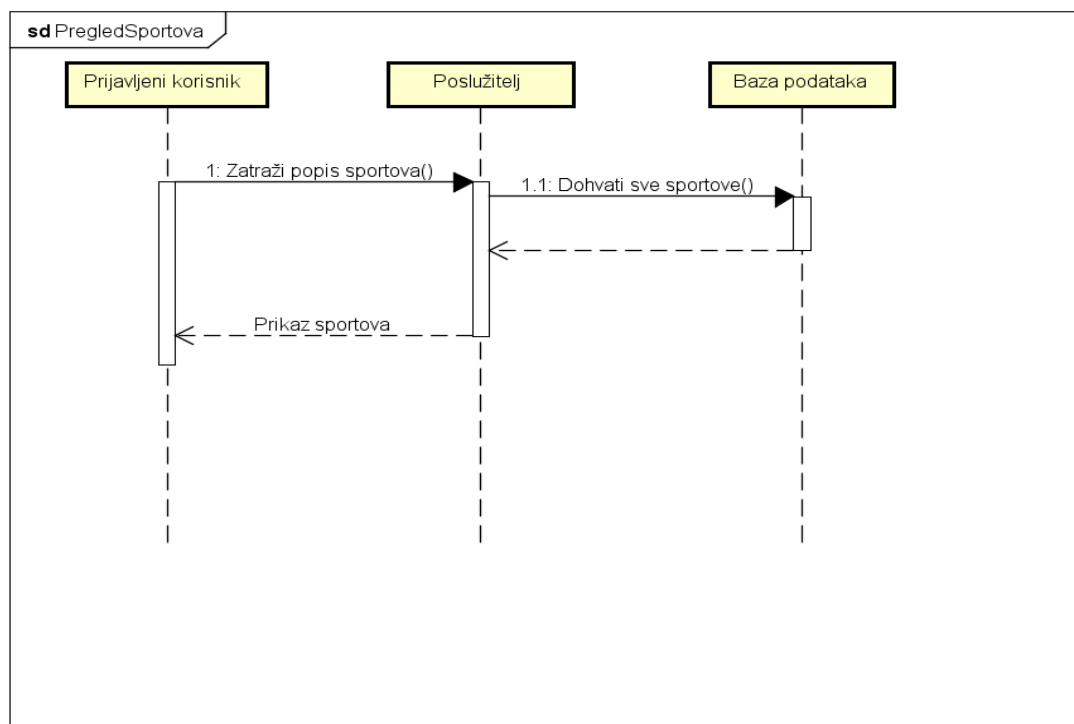 sd PregledSportova
Prijavljeni korisnik
Poslužitelj
Baza podataka
1: Zatraži popis sportova()
1.1: Dohvati sve sportove()
Prikaz sportova